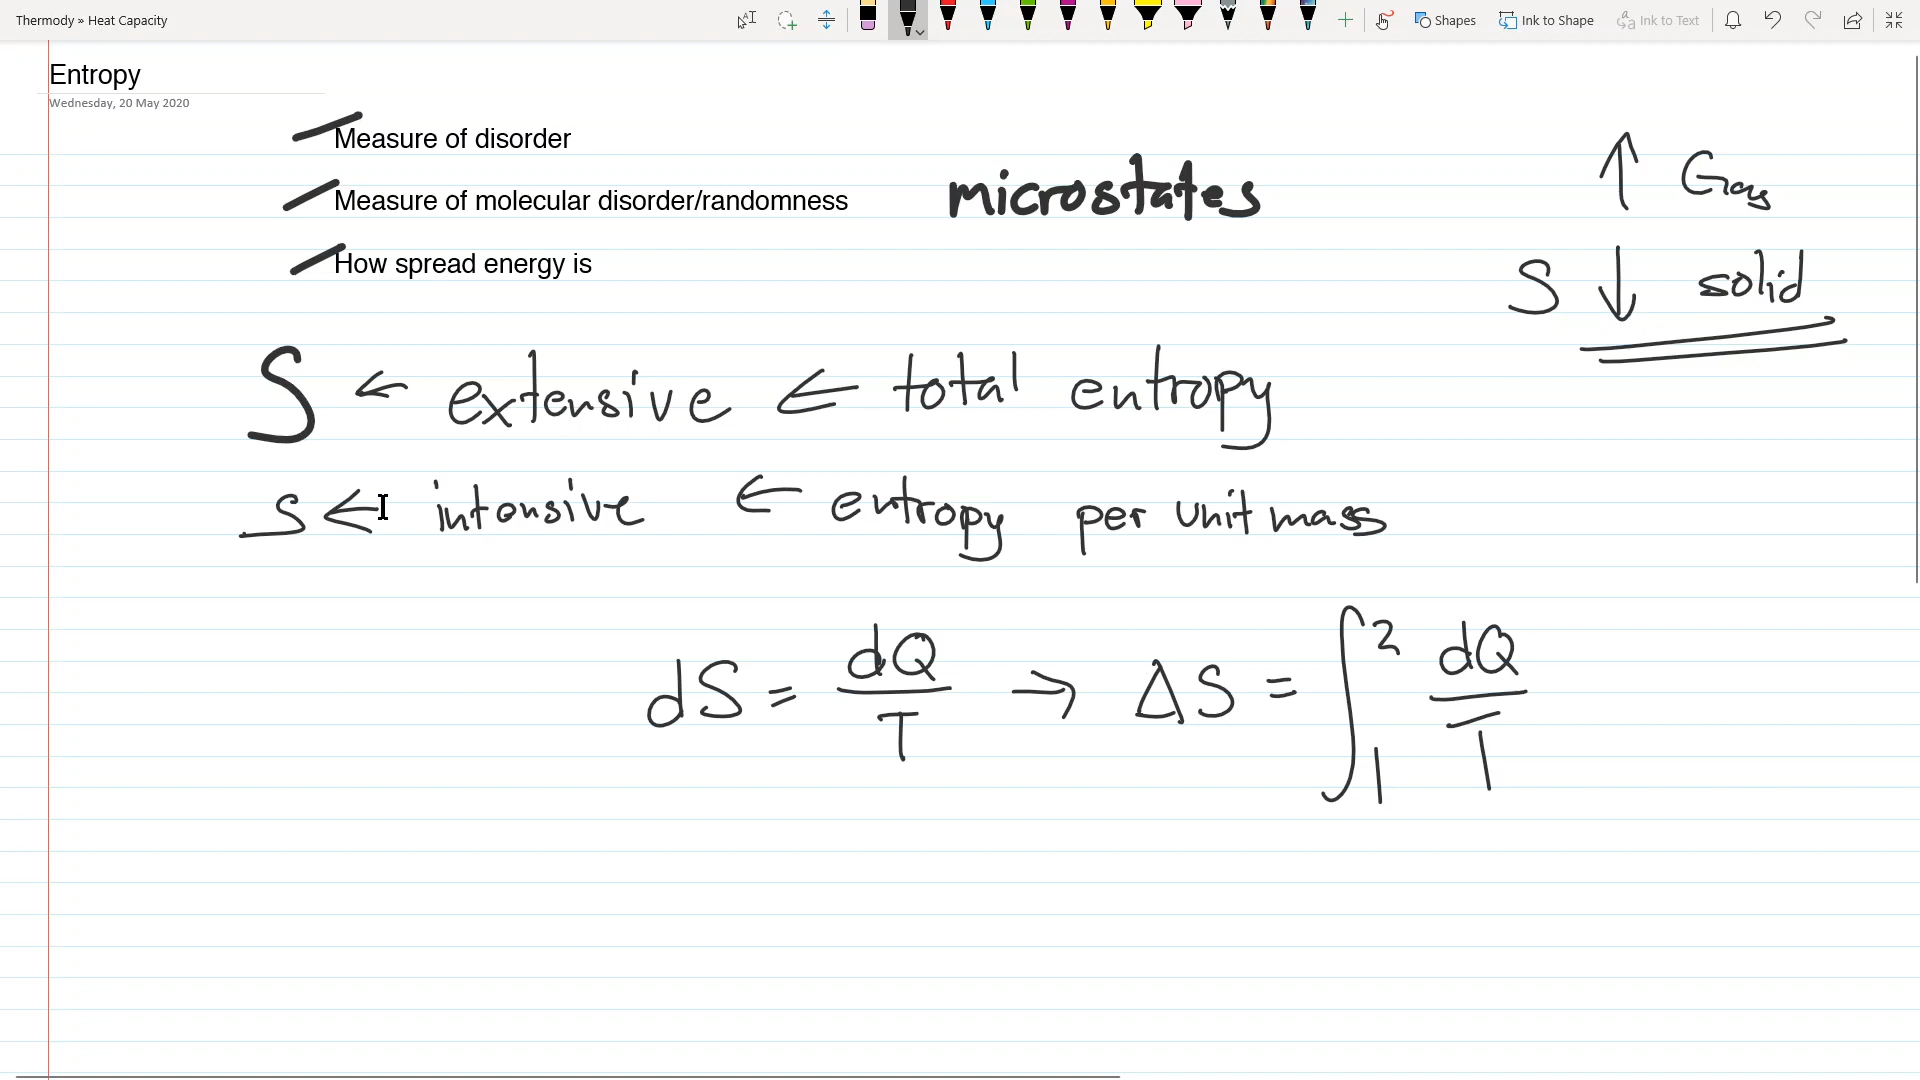 Thermody » Heat Capacity
Shapes
Ink to Shape
Ink to Text
Entropy
Wednesday, 20 May 2020
Measure of disorder
Measure of molecular disorder/randomness
microstates
↑ Gas
How spread energy is
S ↓ solid
S ← extensive ← total entropy
s ← intensive ← entropy per unit mass
dS = dQ/T → ΔS = ∫₁² dQ/T